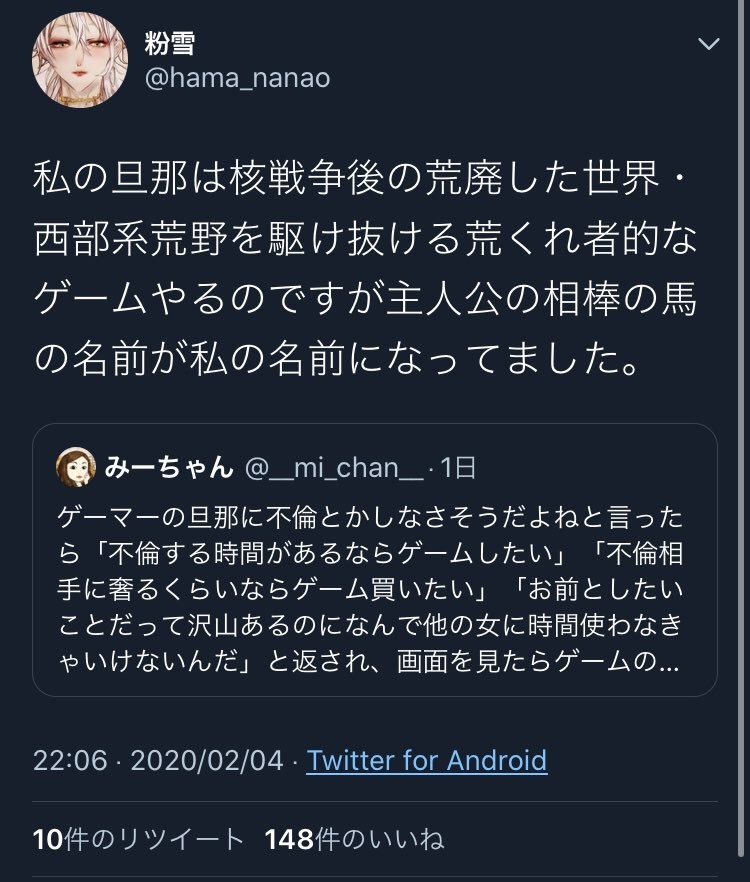 粉雪
@hama_nanao
私の旦那は核戦争後の荒廃した世界・
西部系荒野を駆け抜ける荒くれ者的な
ゲームやるのですが主人公の相棒の馬
の名前が私の名前になってました。
みーちゃん @__mi_chan__ · 1日
ゲーマーの旦那に不倫とかしなさそうだよねと言った
ら「不倫する時間があるならゲームしたい」「不倫相
手に奢るくらいならゲーム買いたい」「お前としたい
ことだって沢山あるのになんで他の女に時間使わなき
ゃいけないんだ」と返され、画面を見たらゲームの...
22:06 · 2020/02/04 · Twitter for Android
10件のリツイート 148件のいいね